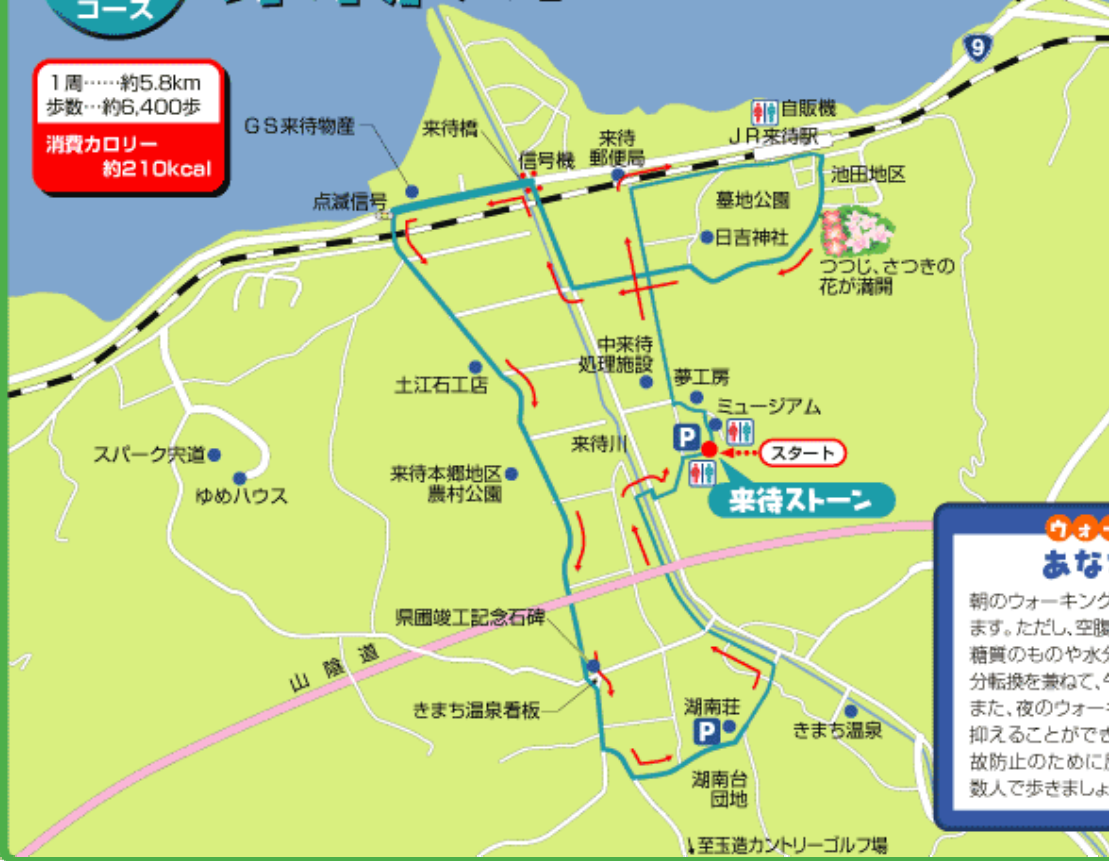 コース
1周……約5.8km
歩数…約6,400歩
消費カロリー
約210kcal
9
自販機
JR来待駅
GS来待物産
来待橋
信号機
来待
郵便局
池田地区
点滅信号
墓地公園
日吉神社
つつじ、さつきの
花が満開
中来待
処理施設
土江石工店
夢工房
ミュージアム
P
スタート
来待川
スパーク宍道
ゆめハウス
来待本郷地区
農村公園
来待ストーン
県圃竣工記念石碑
山陰道
きまち温泉看板
湖南荘
P
きまち温泉
湖南台
団地
至玉造カントリーゴルフ場
ウォー
あな
朝のウォーキング
ます。ただし、空腹
糖質のものや水分
分転換を兼ねて、
また、夜のウォーキ
抑えることができ
故防止のために
数人で歩きましょ